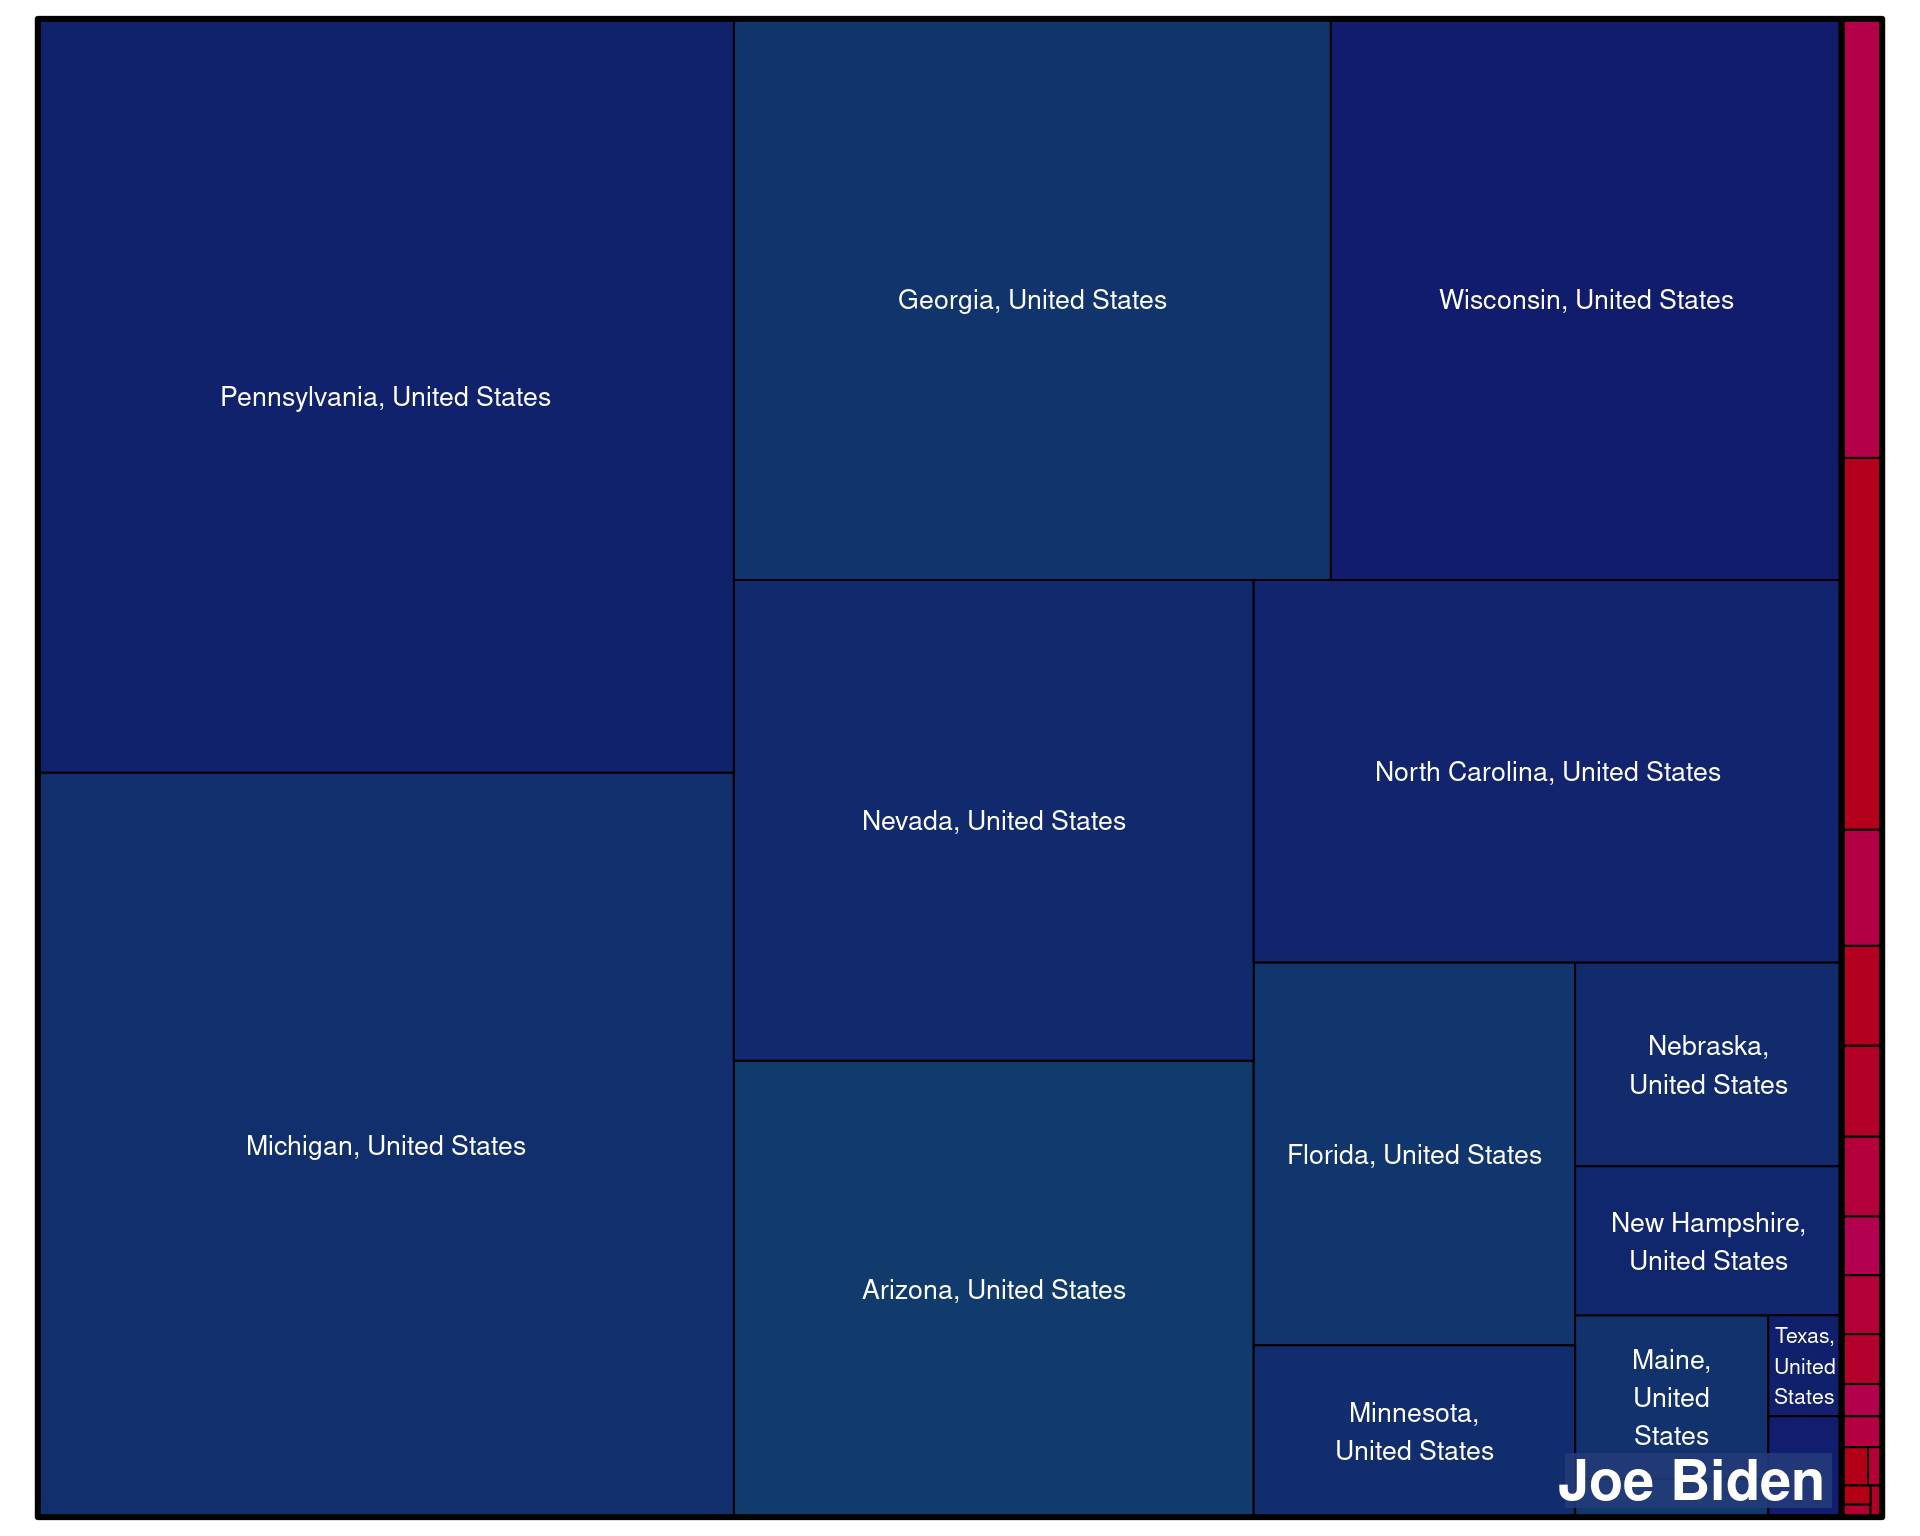 Pennsylvania, United States
Georgia, United States
Wisconsin, United States
Nevada, United States
North Carolina, United States
Michigan, United States
Arizona, United States
Florida, United States
Nebraska,
United States
New Hampshire,
United States
Minnesota,
United States
Maine,
United
States
Texas,
United
States
Joe Biden